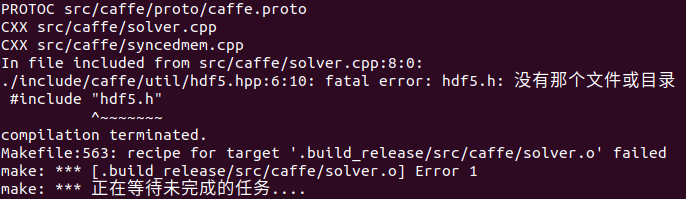 PROTOC src/caffe/proto/caffe.proto
CXX src/caffe/solver.cpp
CXX src/caffe/syncedmem.cpp
In file included from src/caffe/solver.cpp:8:0:
./include/caffe/util/hdf5.hpp:6:10: fatal error: hdf5.h: 没有那个文件或目录
 #include "hdf5.h"
          ^~~~~~~~
compilation terminated.
Makefile:563: recipe for target '.build_release/src/caffe/solver.o' failed
make: *** [.build_release/src/caffe/solver.o] Error 1
make: *** 正在等待未完成的任务....